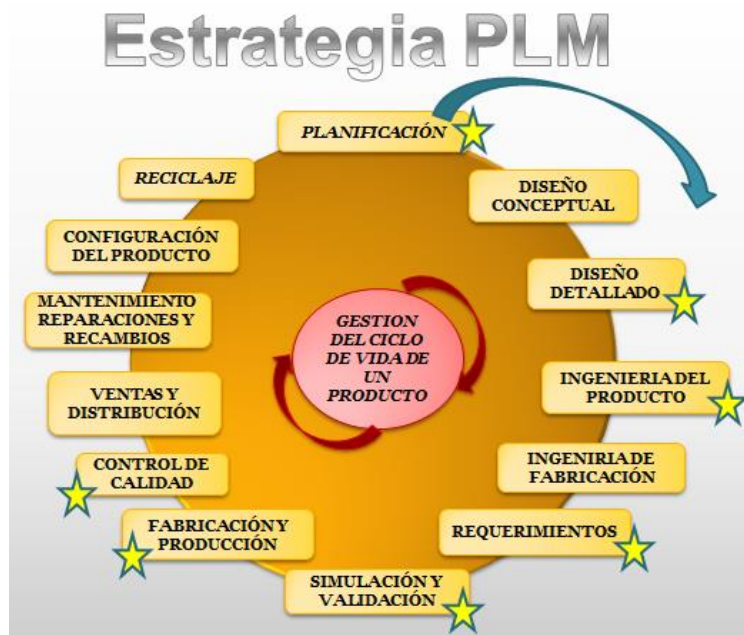 Estrategia PLM
PLANIFICACIÓN
DISEÑO
CONCEPTUAL
DISEÑO
DETALLADO
INGENIERIA DEL
PRODUCTO
INGENIRIA DE
FABRICACIÓN
REQUERIMIENTOS
SIMULACIÓN Y
VALIDACIÓN
FABRICACIÓN Y
PRODUCCIÓN
CONTROL DE
CALIDAD
VENTAS Y
DISTRIBUCIÓN
MANTENIMIENTO
REPARACIONES Y
RECAMBIOS
CONFIGURACIÓN
DEL PRODUCTO
RECICLAJE
GESTION
DEL CICLO
DE VIDA DE
UN
PRODUCTO